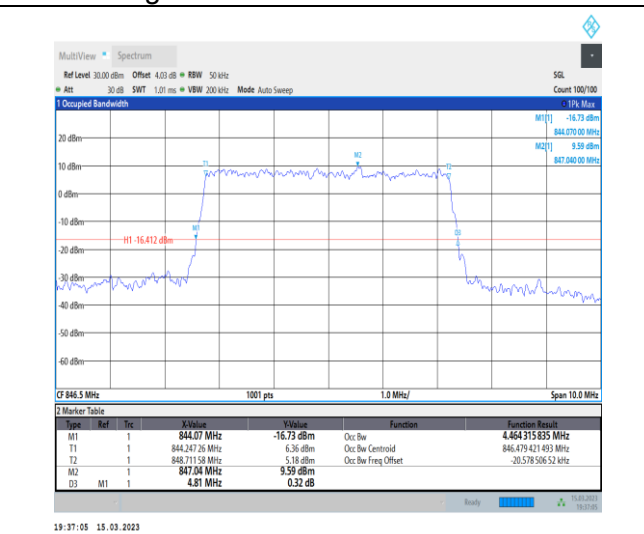 MultiView Spectrum
Ref Level 30.00 dBm Offset 4.03 dB RBW 50 kHz SGL
Att 30 dB SWT 1.01 ms VBW 200 kHz Mode Auto Sweep Count 100/100
1 Occupied Bandwidth 1Pk Max
M1[1] -16.73 dBm
844.070 00 MHz
M2[1] 9.59 dBm
847.040 00 MHz
20 dBm
M2
10 dBm
T1
T2
0 dBm
-10 dBm
M1
D3
H1 -16.412 dBm
-20 dBm
-30 dBm
-40 dBm
-50 dBm
-60 dBm
CF 846.5 MHz 1001 pts 1.0 MHz/ Span 10.0 MHz
2 Marker Table
Type Ref Trc X-Value Y-Value Function Function Result
M1 1 844.07 MHz -16.73 dBm Occ Bw 4.464 315 835 MHz
T1 1 844.247 26 MHz 6.36 dBm Occ Bw Centroid 846.479 421 493 MHz
T2 1 848.711 58 MHz 5.18 dBm Occ Bw Freq Offset -20.578 506 52 kHz
M2 1 847.04 MHz 9.59 dBm
D3 M1 1 4.81 MHz 0.32 dB
Ready 15.03.2023
19:37:05
19:37:05 15.03.2023